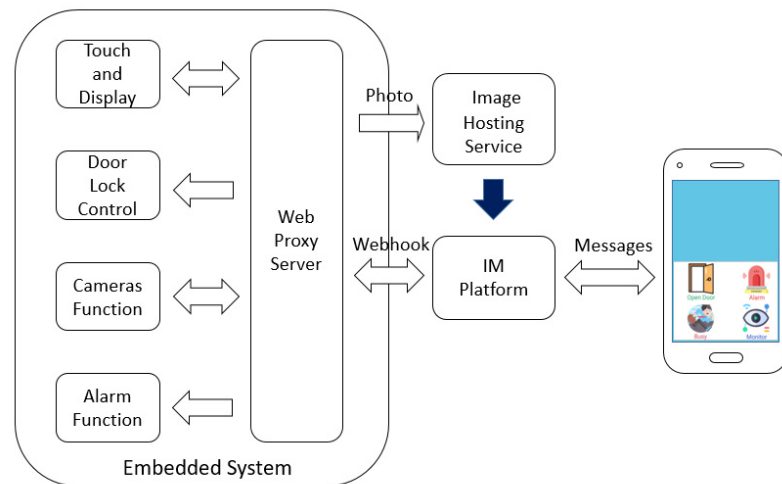 Touch
and
Display
Door
Lock
Control
Cameras
Function
Alarm
Function
Web
Proxy
Server
Embedded System
Photo
Image
Hosting
Service
Webhook
IM
Platform
Messages
Open Door
Alarm
Busy
Monitor